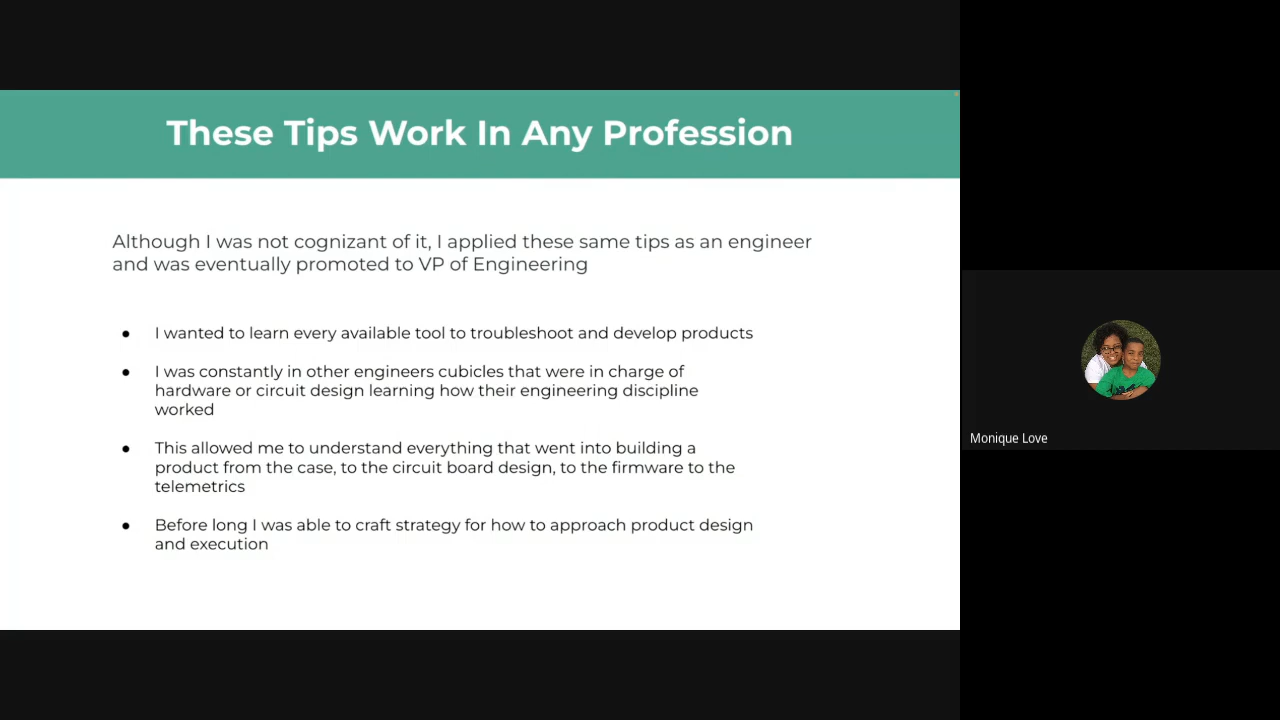 These Tips Work In Any Profession
Although I was not cognizant of it, I applied these same tips as an engineer
and was eventually promoted to VP of Engineering
● I wanted to learn every available tool to troubleshoot and develop products
● I was constantly in other engineers cubicles that were in charge of
hardware or circuit design learning how their engineering discipline
worked
● This allowed me to understand everything that went into building a
product from the case, to the circuit board design, to the firmware to the
telemetrics
● Before long I was able to craft strategy for how to approach product design
and execution
Monique Love